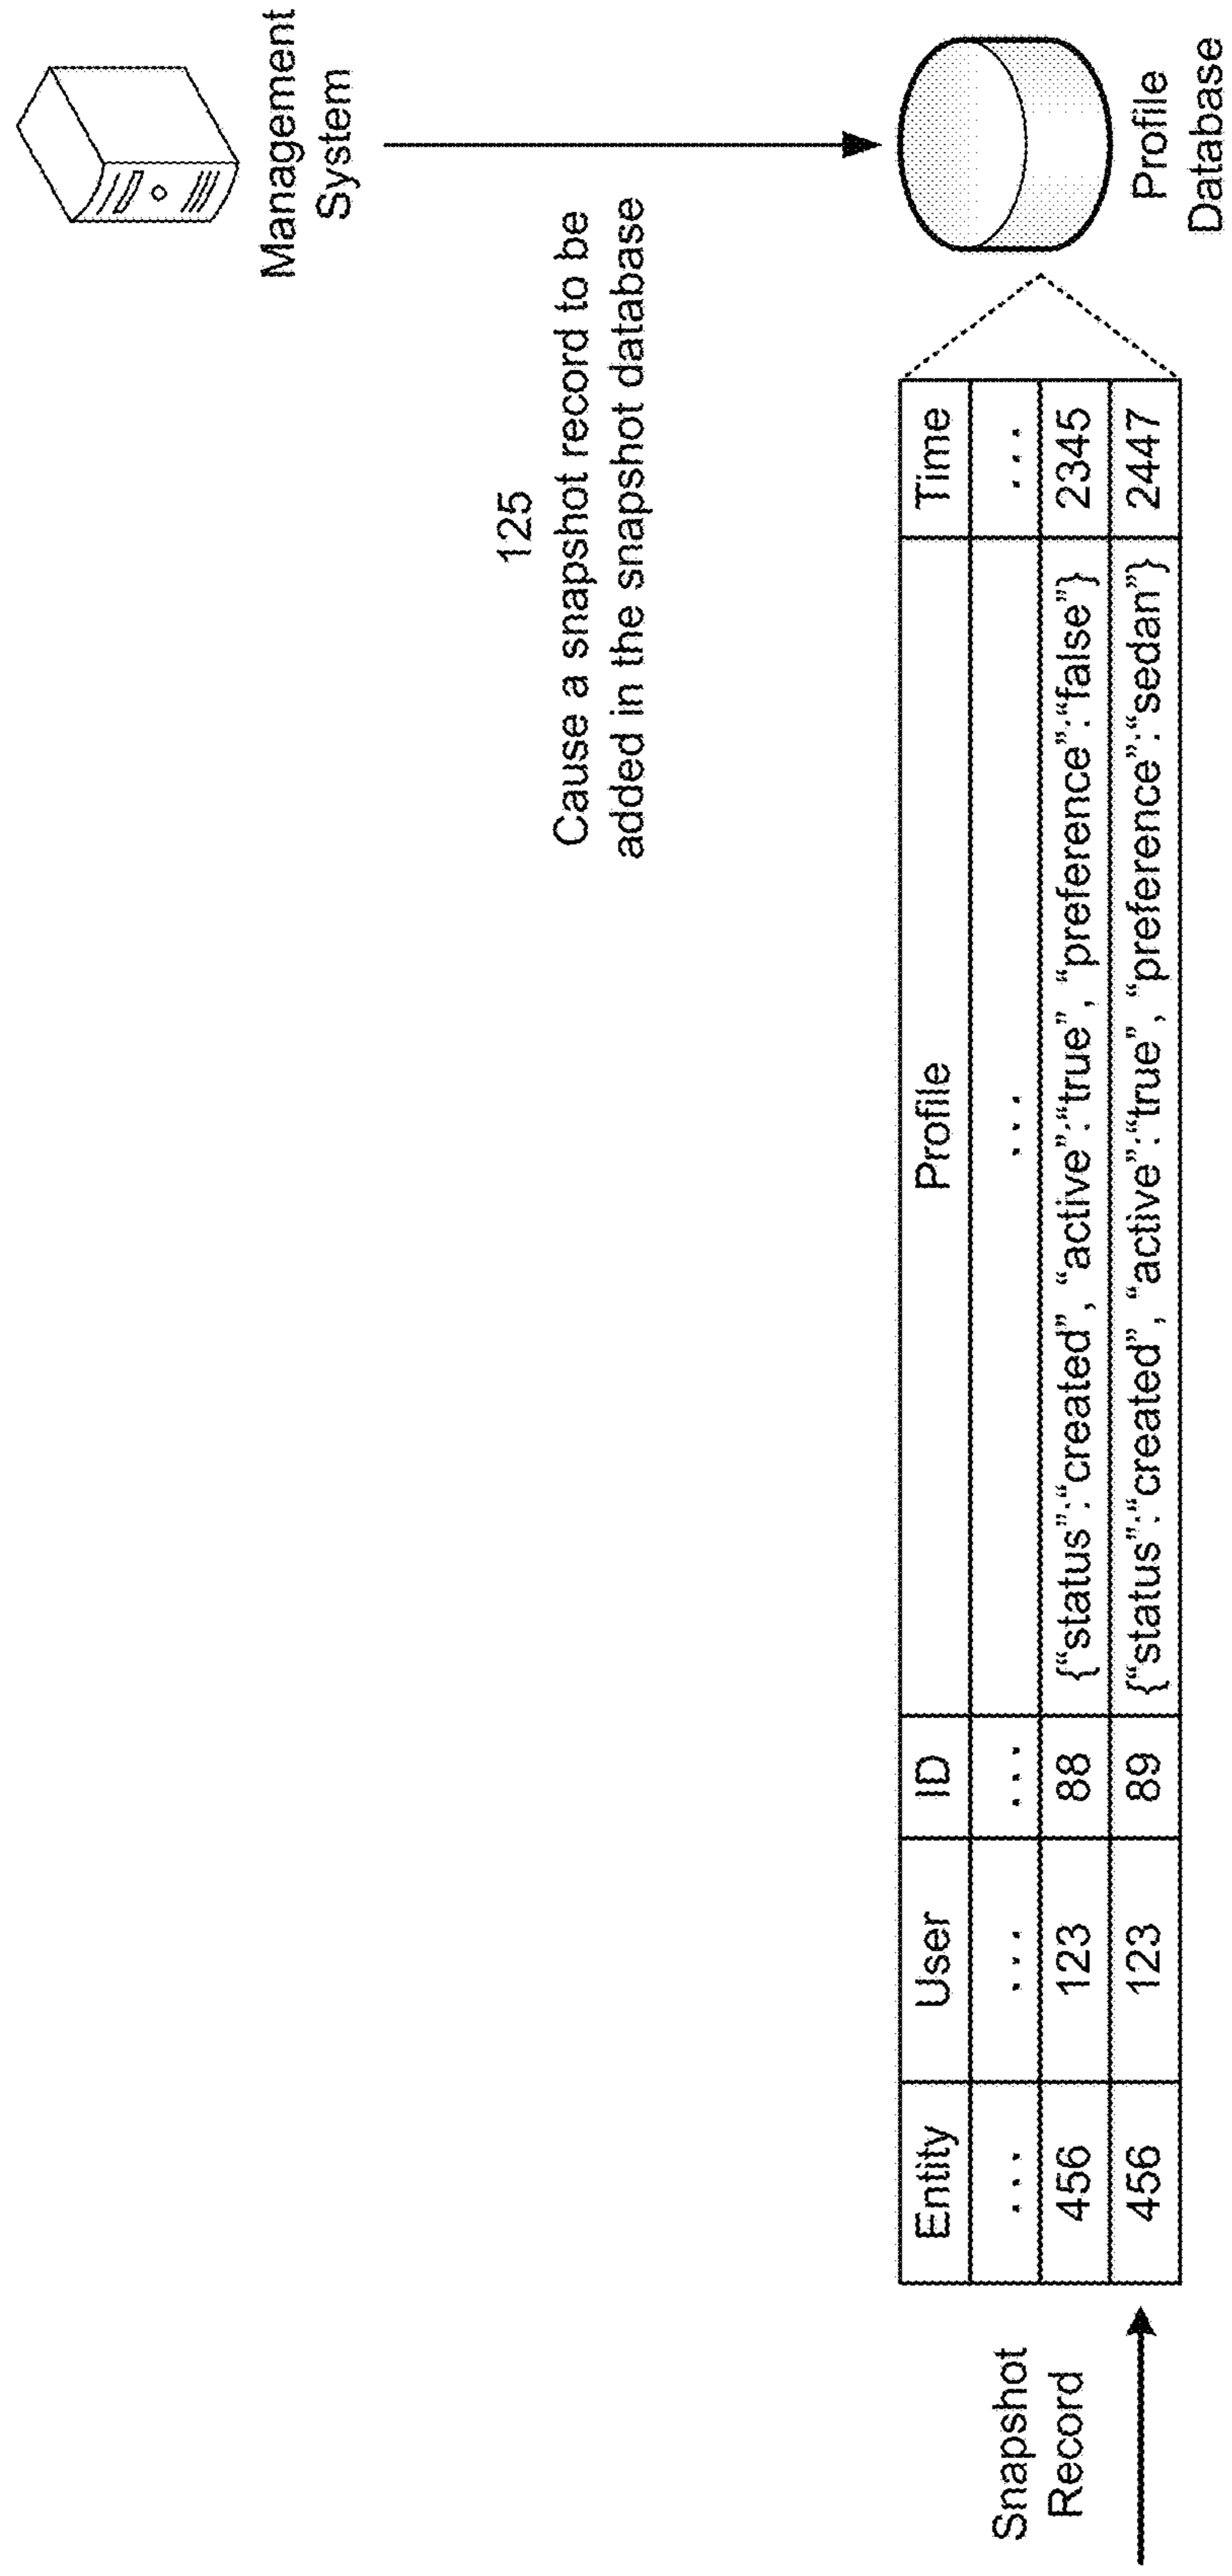 Management
System
125
Cause a snapshot record to be
added in the snapshot database
Profile
Database
Snapshot
Record
Entity User ID Profile Time
... ... ... ... ...
456 123 88 {“status”:“created”, “active”:“true”, “preference”:“false”} 2345
456 123 89 {“status”:“created”, “active”:“true”, “preference”:“sedan”} 2447